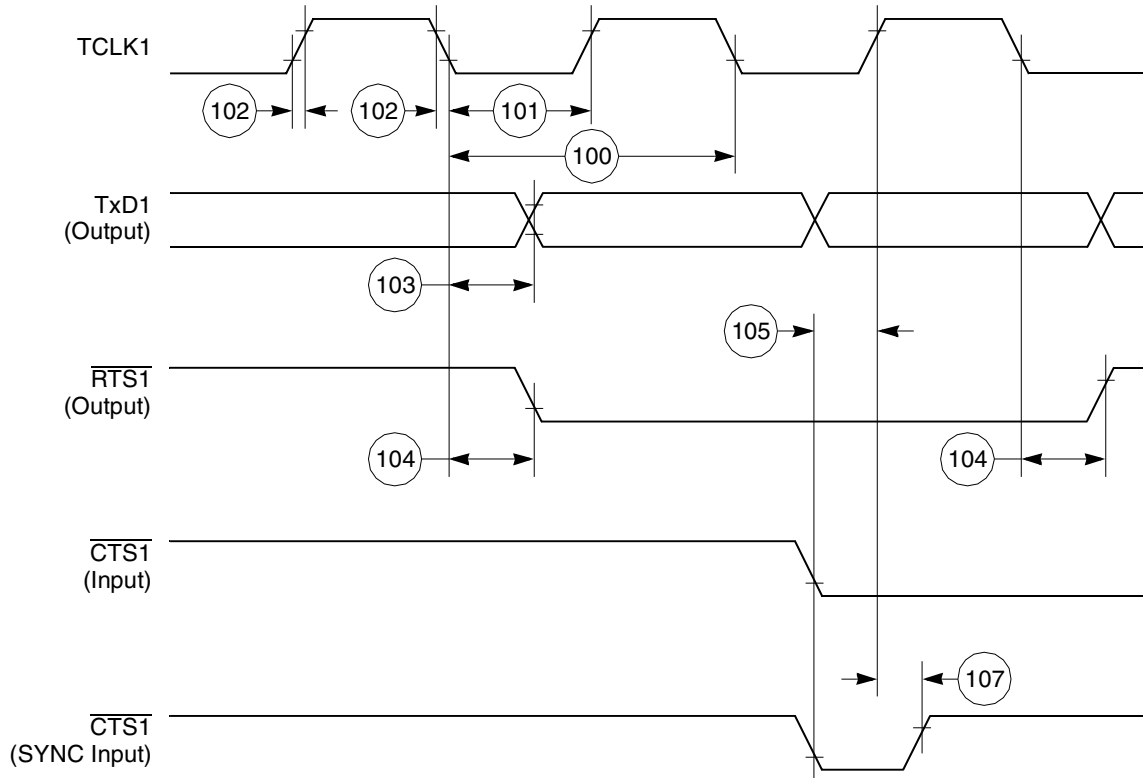 TCLK1
102
102
101
100
TxD1
(Output)
103
105
RTS1
(Output)
104
104
CTS1
(Input)
107
CTS1
(SYNC Input)